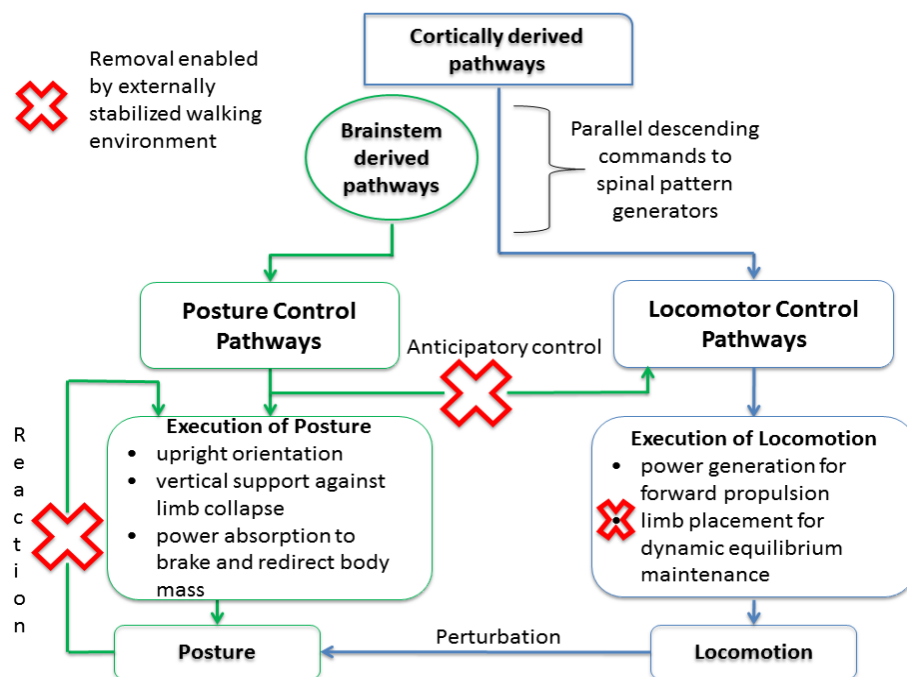 Cortically derived
pathways
Removal enabled
by externally
stabilized walking
environment
Brainstem
derived
pathways
Parallel descending
commands to
spinal pattern
generators
Posture Control
Pathways
Locomotor Control
Pathways
Anticipatory control
Reaction
Execution of Posture
• upright orientation
• vertical support against
limb collapse
• power absorption to
brake and redirect body
mass
Execution of Locomotion
• power generation for
forward propulsion
• limb placement for
dynamic equilibrium
maintenance
Posture
Perturbation
Locomotion